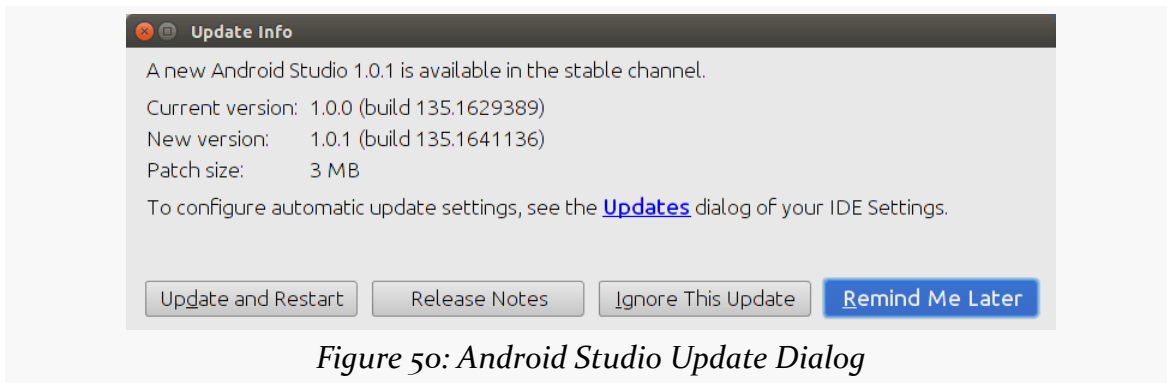 Update Info
A new Android Studio 1.0.1 is available in the stable channel.
Current version: 1.0.0 (build 135.1629389)
New version: 1.0.1 (build 135.1641136)
Patch size: 3 MB
To configure automatic update settings, see the Updates dialog of your IDE Settings.
Update and Restart Release Notes Ignore This Update Remind Me Later
Figure 50: Android Studio Update Dialog